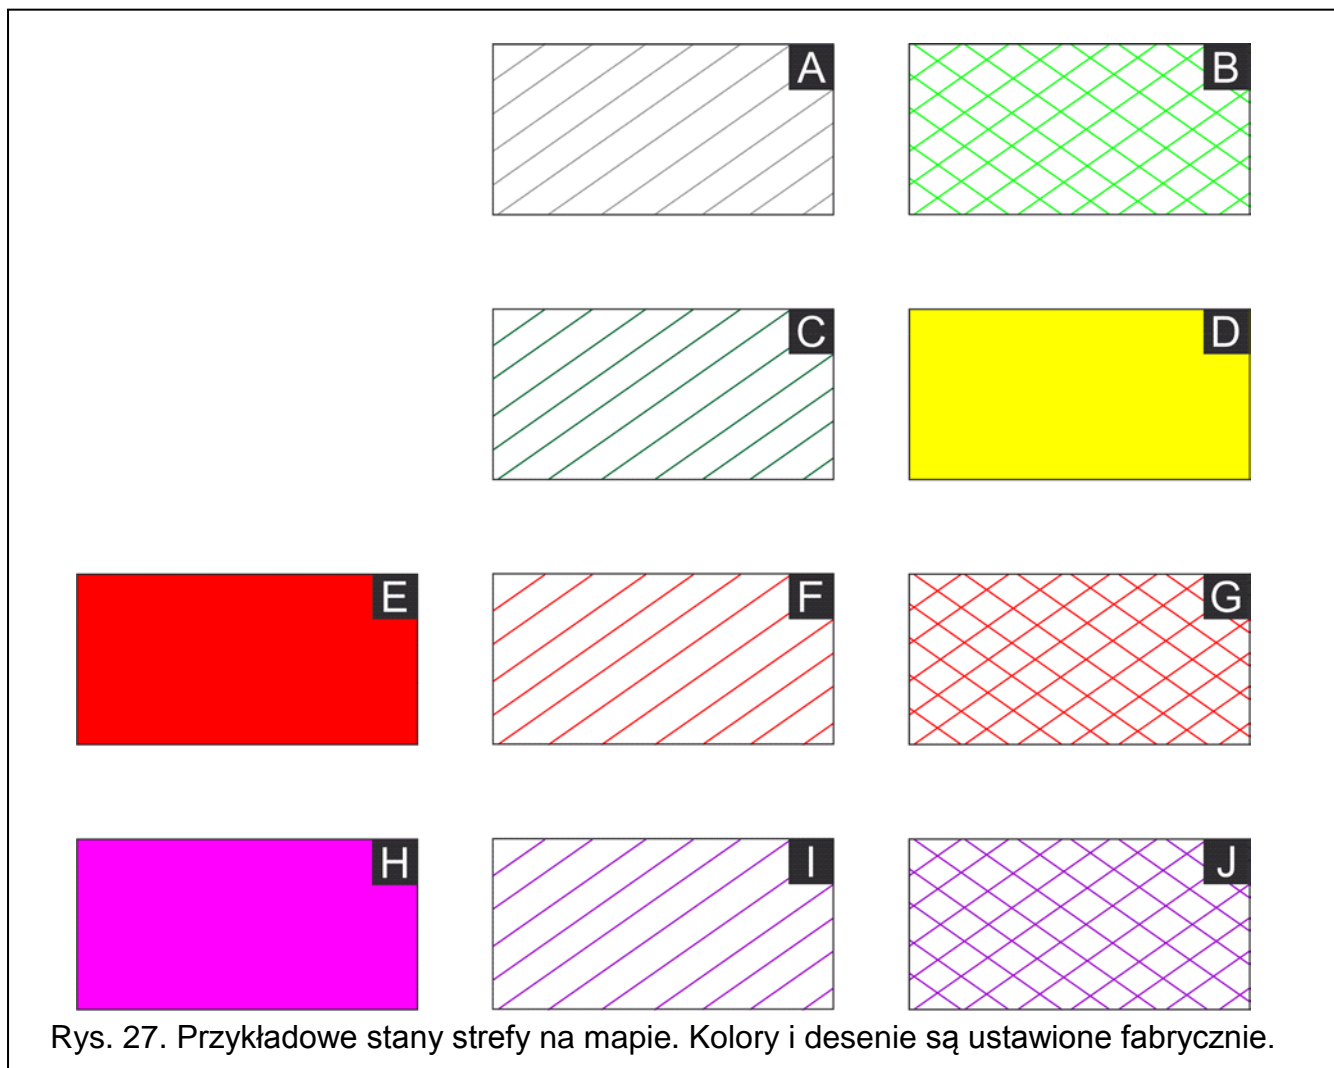 A
B
C
D
E
F
G
H
I
J
Rys. 27. Przykładowe stany strefy na mapie. Kolory i desenie są ustawione fabrycznie.